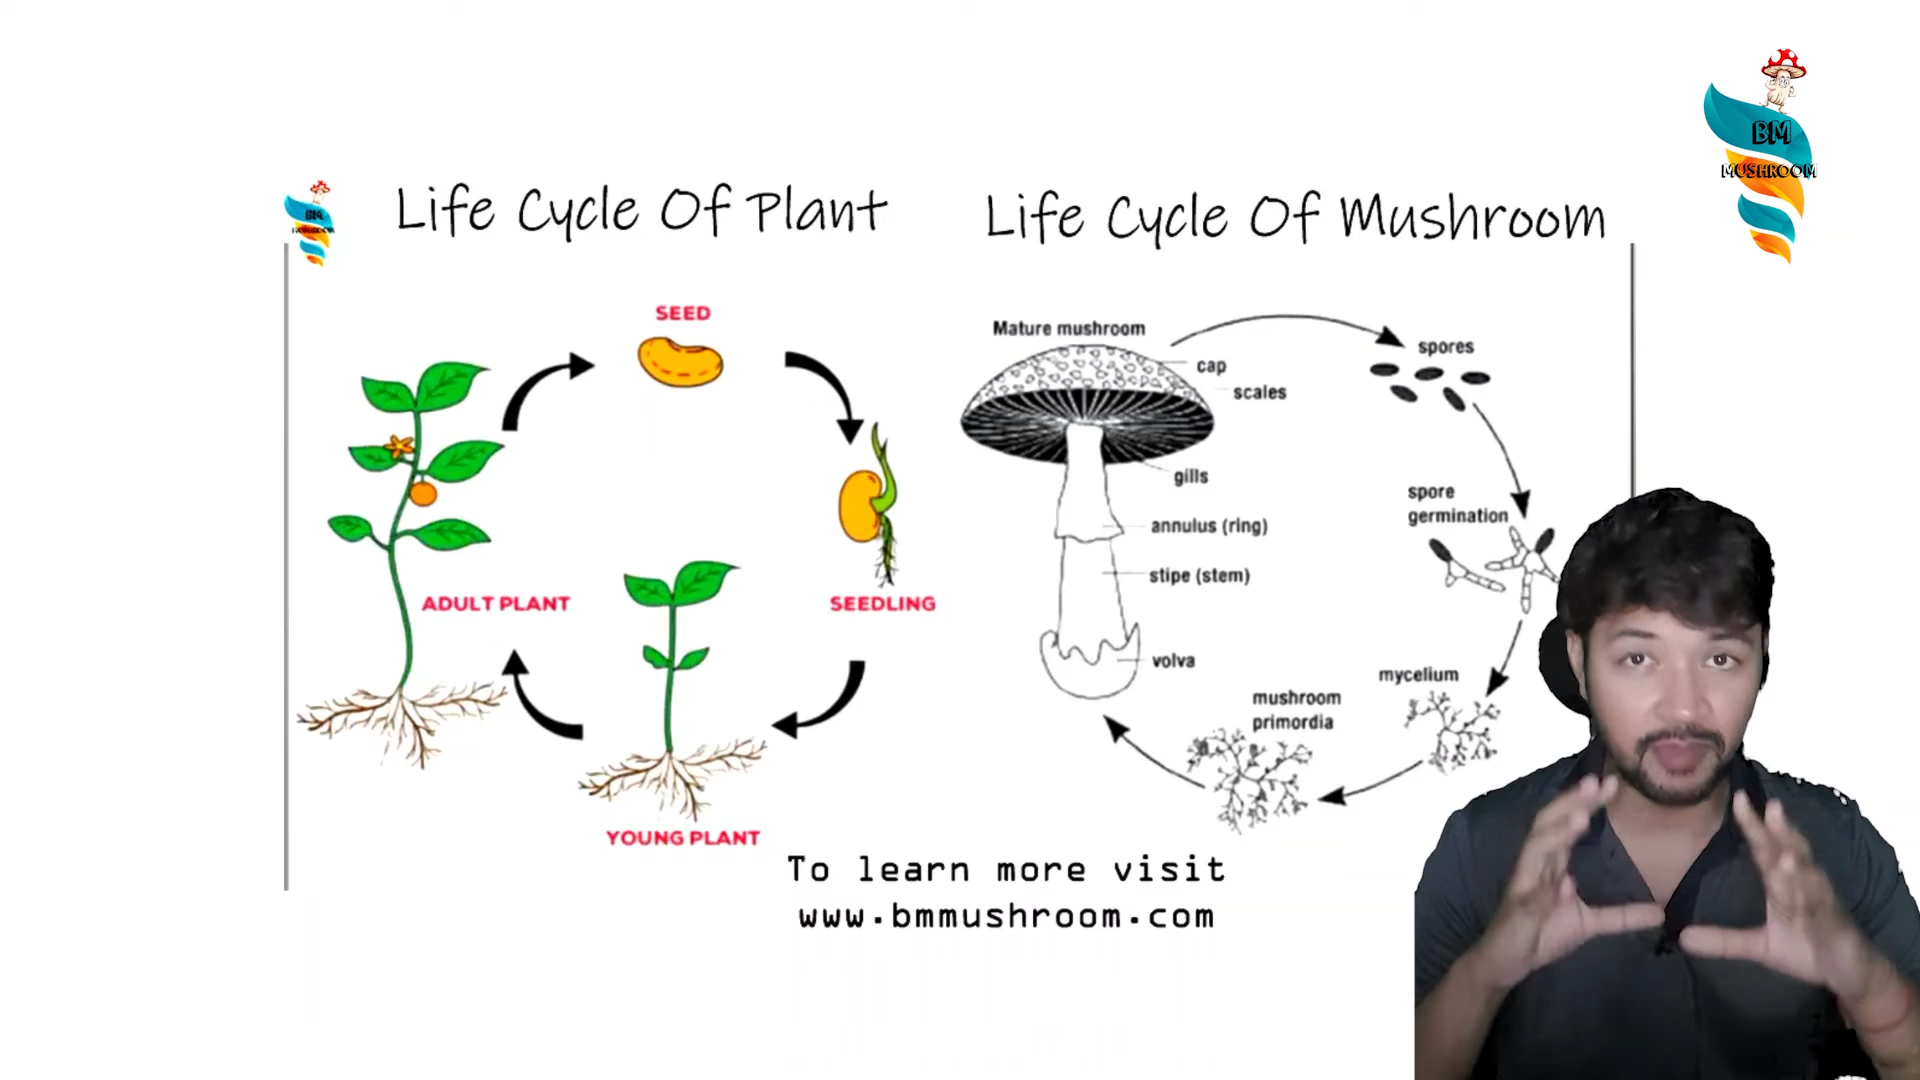 BM
MUSHROOM
BM
MUSHROOM
Life Cycle Of Plant
Life Cycle Of Mushroom
SEED
SEEDLING
YOUNG PLANT
ADULT PLANT
Mature mushroom
cap
scales
gills
annulus (ring)
stipe (stem)
volva
spores
spore
germination
mycelium
mushroom
primordia
To learn more visit
www.bmmushroom.com